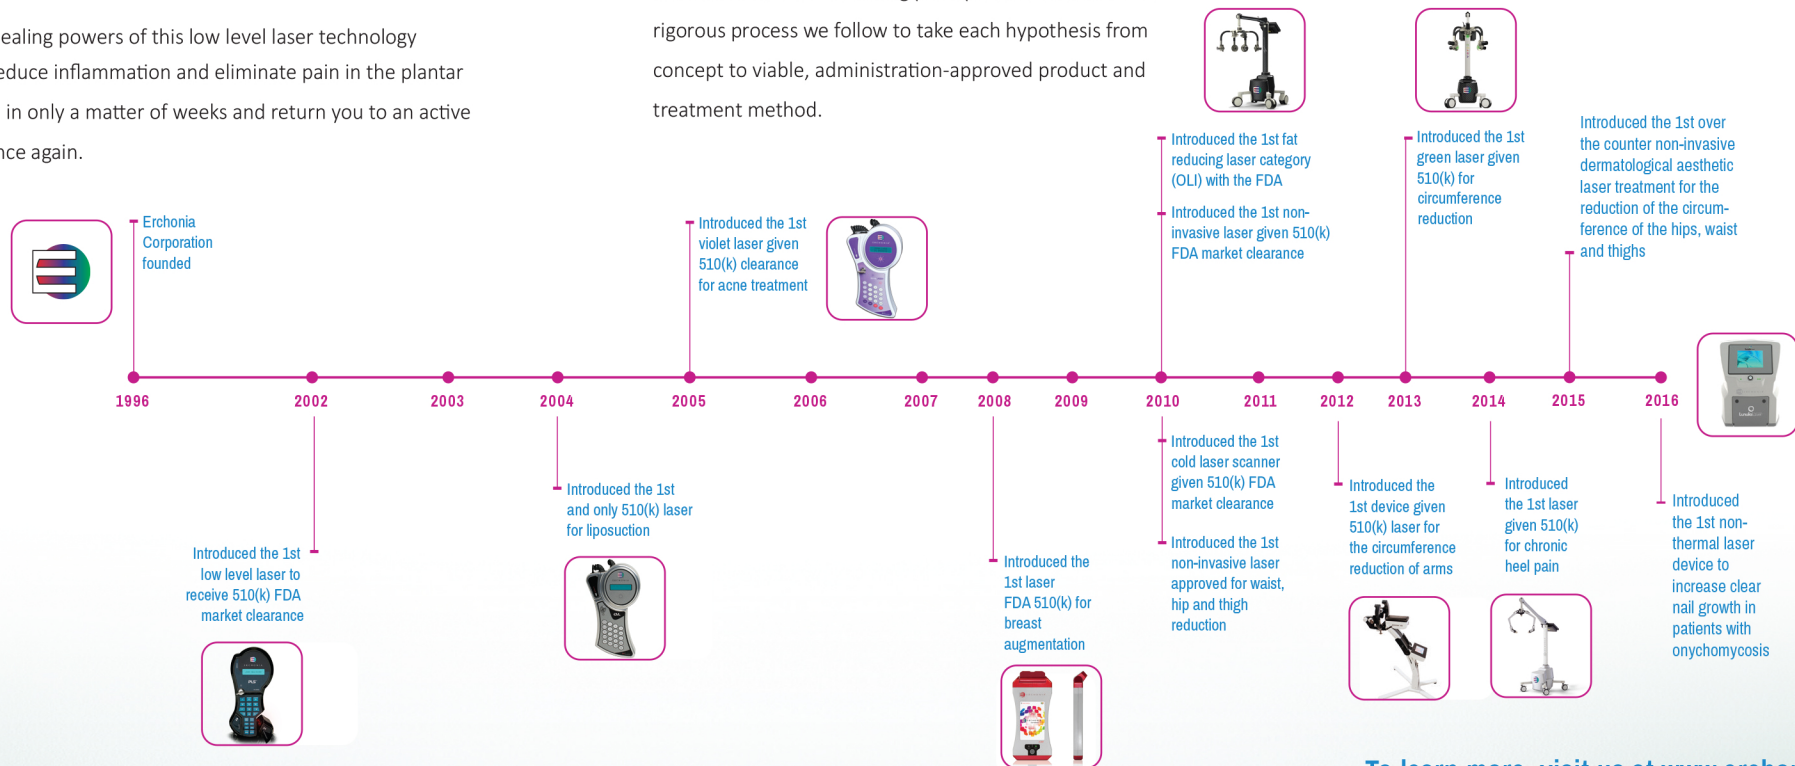 ealing powers of this low level laser technology
educe inflammation and eliminate pain in the plantar
in only a matter of weeks and return you to an active
nce again.
rigorous process we follow to take each hypothesis from
concept to viable, administration-approved product and
treatment method.
Erchonia
Corporation
founded
Introduced the 1st
violet laser given
510(k) clearance
for acne treatment
Introduced the 1st fat
reducing laser category
(OLI) with the FDA
Introduced the 1st non-
invasive laser given 510(k)
FDA market clearance
Introduced the 1st
green laser given
510(k) for
circumference
reduction
Introduced the 1st over
the counter non-invasive
dermatological aesthetic
laser treatment for the
reduction of the circum-
ference of the hips, waist
and thighs
1996
2002
2003
2004
2005
2006
2007
2008
2009
2010
2011
2012
2013
2014
2015
2016
Introduced the 1st
low level laser to
receive 510(k) FDA
market clearance
Introduced the 1st
and only 510(k) laser
for liposuction
Introduced the
1st laser
FDA 510(k) for
breast
augmentation
Introduced the 1st
cold laser scanner
given 510(k) FDA
market clearance
Introduced the 1st
non-invasive laser
approved for waist,
hip and thigh
reduction
Introduced the
1st device given
510(k) laser for
the circumference
reduction of arms
Introduced
the 1st laser
given 510(k)
for chronic
heel pain
Introduced
the 1st non-
thermal laser
device to
increase clear
nail growth in
patients with
onychomycosis
To learn more, visit us at www.ercho